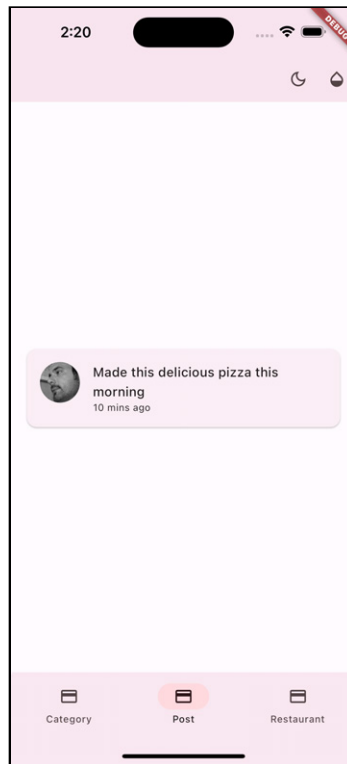 2:20
DEBUG
Made this delicious pizza this
morning
10 mins ago
Category
Post
Restaurant